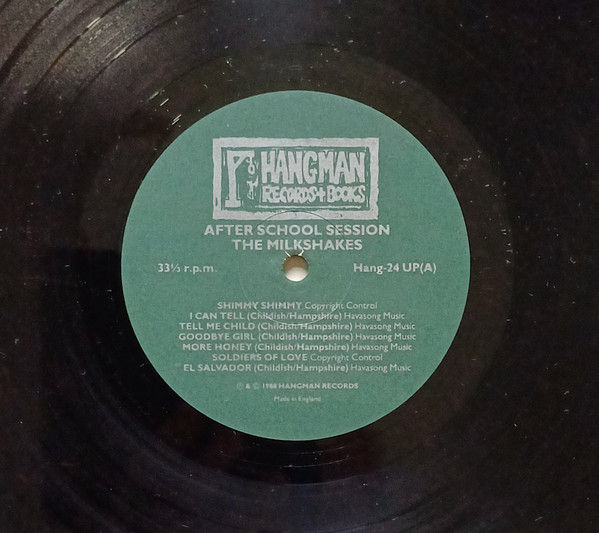 HANGMAN
RECORDS+BOOKS
AFTER SCHOOL SESSION
THE MILKSHAKES
33⅓ r.p.m. Hang-24 UP(A)
SHIMMY SHIMMY Copyright Control
I CAN TELL (Childish/Hampshire) Havasong Music
TELL ME CHILD (Childish/Hampshire) Havasong Music
GOODBYE GIRL (Childish/Hampshire) Havasong Music
MORE HONEY (Childish/Hampshire) Havasong Music
SOLDIERS OF LOVE Copyright Control
EL SALVADOR (Childish/Hampshire) Havasong Music
℗ & © 1988 HANGMAN RECORDS
Made in England